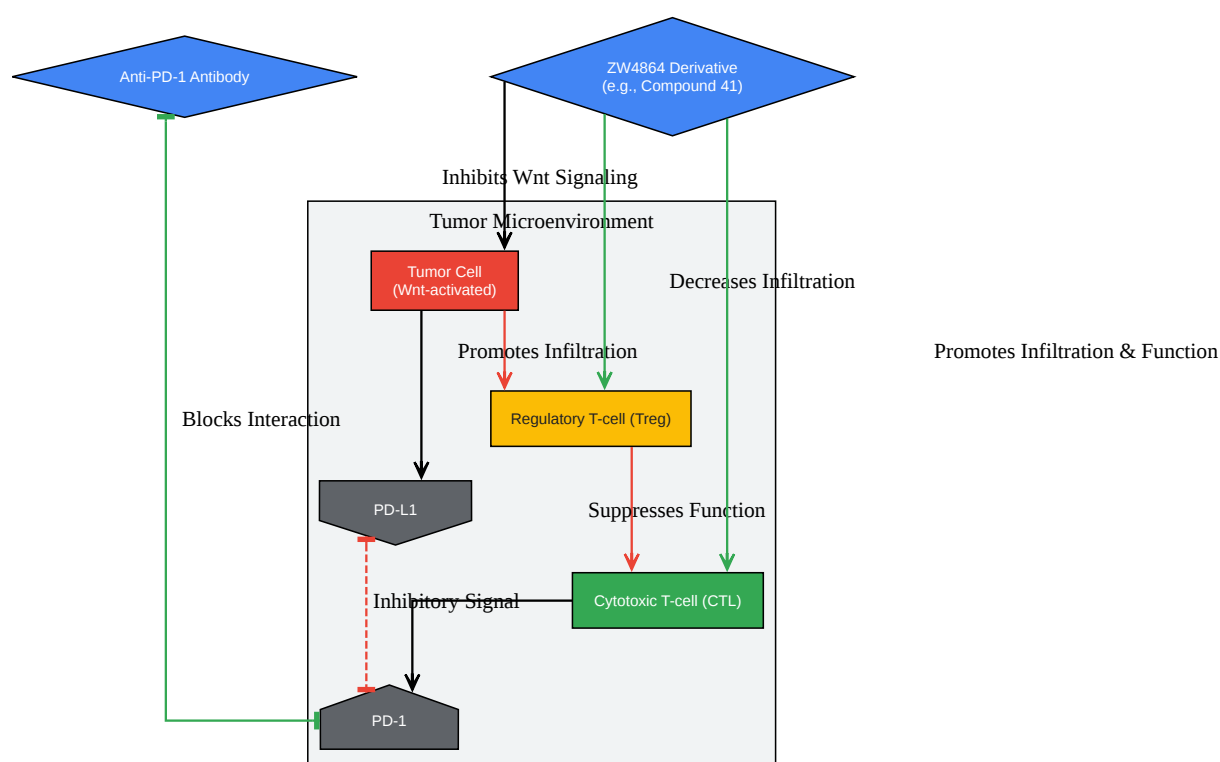 Anti-PD-1 Antibody
ZW4864 Derivative
(e.g., Compound 41)
Inhibits Wnt Signaling
Tumor Microenvironment
Tumor Cell
(Wnt-activated)
Decreases Infiltration
Promotes Infiltration
Promotes Infiltration & Function
Blocks Interaction
Regulatory T-cell (Treg)
PD-L1
Suppresses Function
Inhibitory Signal
Cytotoxic T-cell (CTL)
PD-1